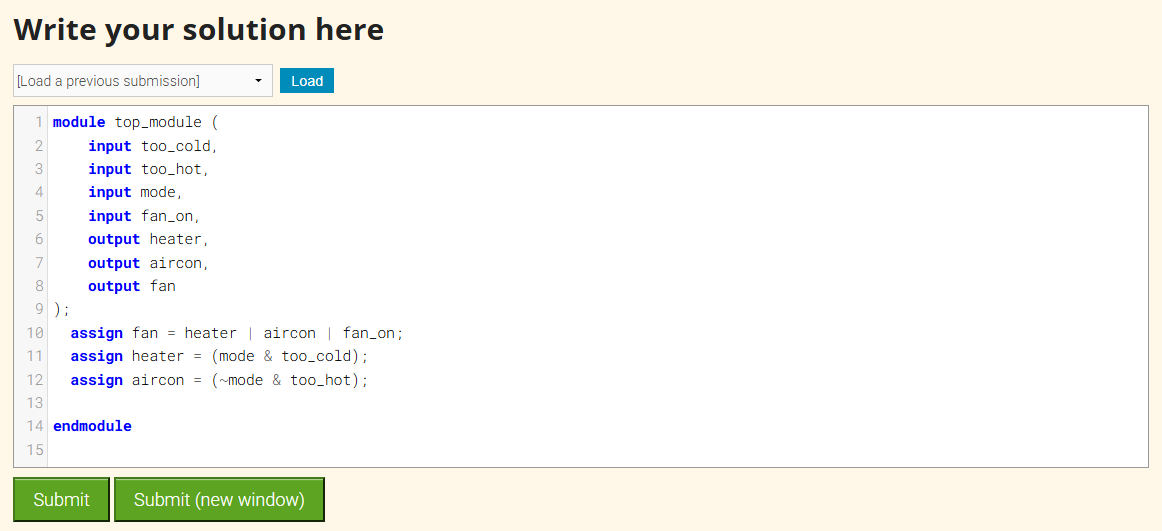 Write your solution here
[Load a previous submission] Load
1 module top_module (
2     input too_cold,
3     input too_hot,
4     input mode,
5     input fan_on,
6     output heater,
7     output aircon,
8     output fan
9 );
10   assign fan = heater | aircon | fan_on;
11   assign heater = (mode & too_cold);
12   assign aircon = (~mode & too_hot);
13
14 endmodule
15
Submit Submit (new window)